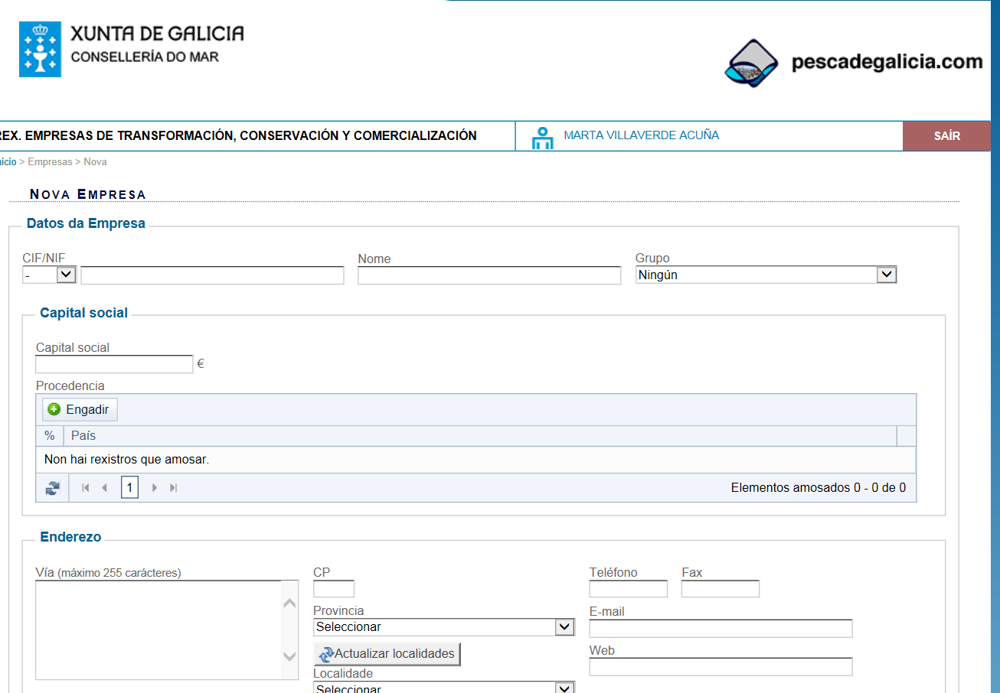 XUNTA DE GALICIA
CONSELLERÍA DO MAR
pescadegalicia.com
REX. EMPRESAS DE TRANSFORMACIÓN, CONSERVACIÓN Y COMERCIALIZACIÓN
MARTA VILLAVERDE ACUÑA
SAÍR
nicio > Empresas > Nova
NOVA EMPRESA
Datos da Empresa
CIF/NIF
Nome
Grupo
-
Ningún
Capital social
Capital social
€
Procedencia
Engadir
% País
Non hai rexistros que amosar.
1
Elementos amosados 0 - 0 de 0
Enderezo
Vía (máximo 255 carácteres)
CP
Teléfono
Fax
Provincia
Seleccionar
E-mail
Actualizar localidades
Web
Localidade
Seleccionar